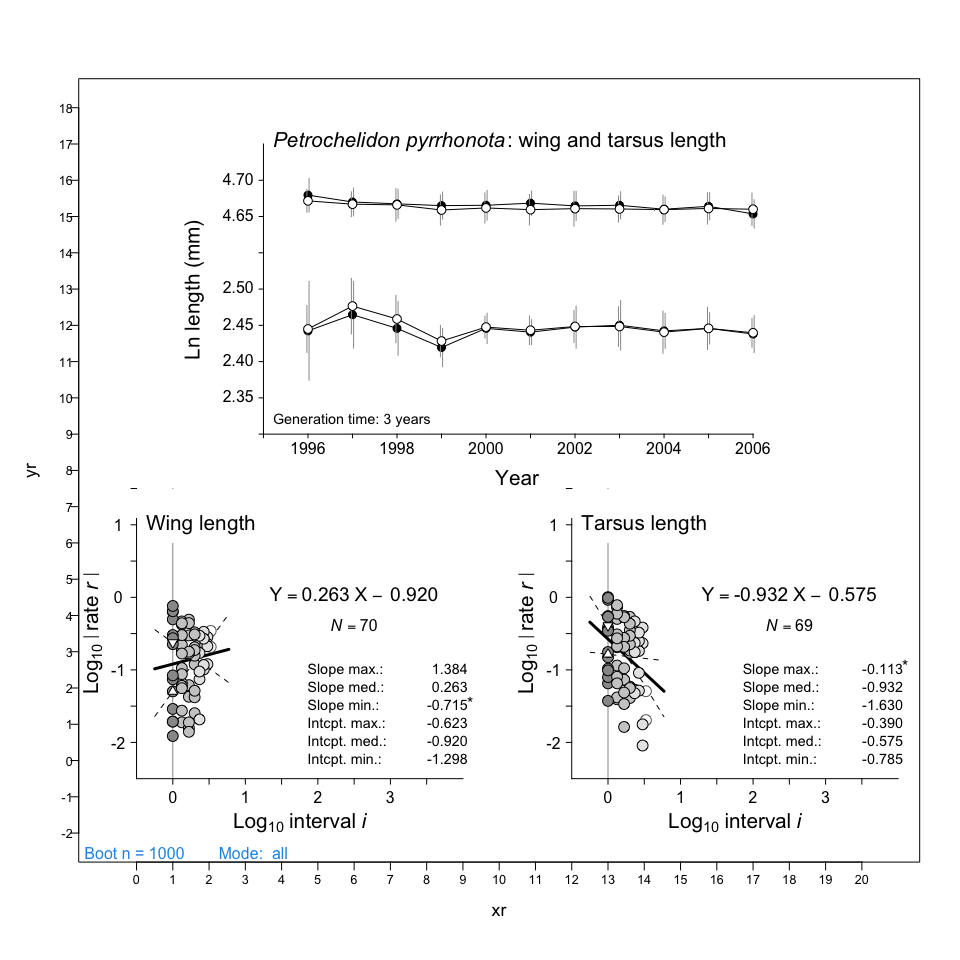 Petrochelidon pyrrhonota: wing and tarsus length
4.70
4.65
2.50
2.45
2.40
2.35
Ln length (mm)
Generation time: 3 years
1996 1998 2000 2002 2004 2006
Year
Wing length
1
0
-1
-2
Log10 | rate r |
Y = 0.263 X – 0.920
N = 70
Slope max.: 1.384
Slope med.: 0.263
Slope min.: -0.715*
Intcpt. max.: -0.623
Intcpt. med.: -0.920
Intcpt. min.: -1.298
0 1 2 3
Log10 interval i
Tarsus length
1
0
-1
-2
Log10 | rate r |
Y = -0.932 X – 0.575
N = 69
Slope max.: -0.113*
Slope med.: -0.932
Slope min.: -1.630
Intcpt. max.: -0.390
Intcpt. med.: -0.575
Intcpt. min.: -0.785
0 1 2 3
Log10 interval i
Boot n = 1000 Mode: all
18
17
16
15
14
13
12
11
10
9
8
7
6
5
4
3
2
1
0
-1
-2
yr
0 1 2 3 4 5 6 7 8 9 10 11 12 13 14 15 16 17 18 19 20
xr